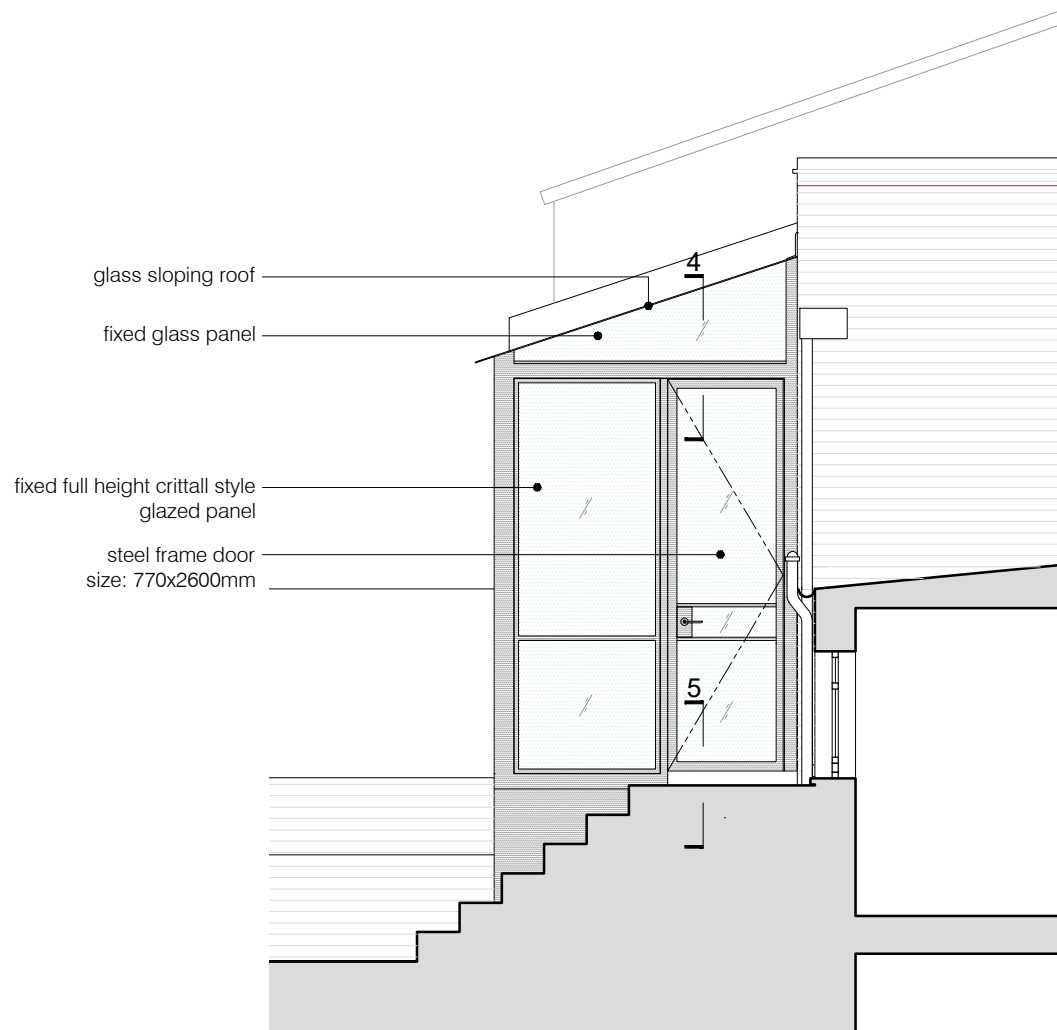 4
glass sloping roof
fixed glass panel
fixed full height crittall style
glazed panel
steel frame door
size: 770x2600mm
5